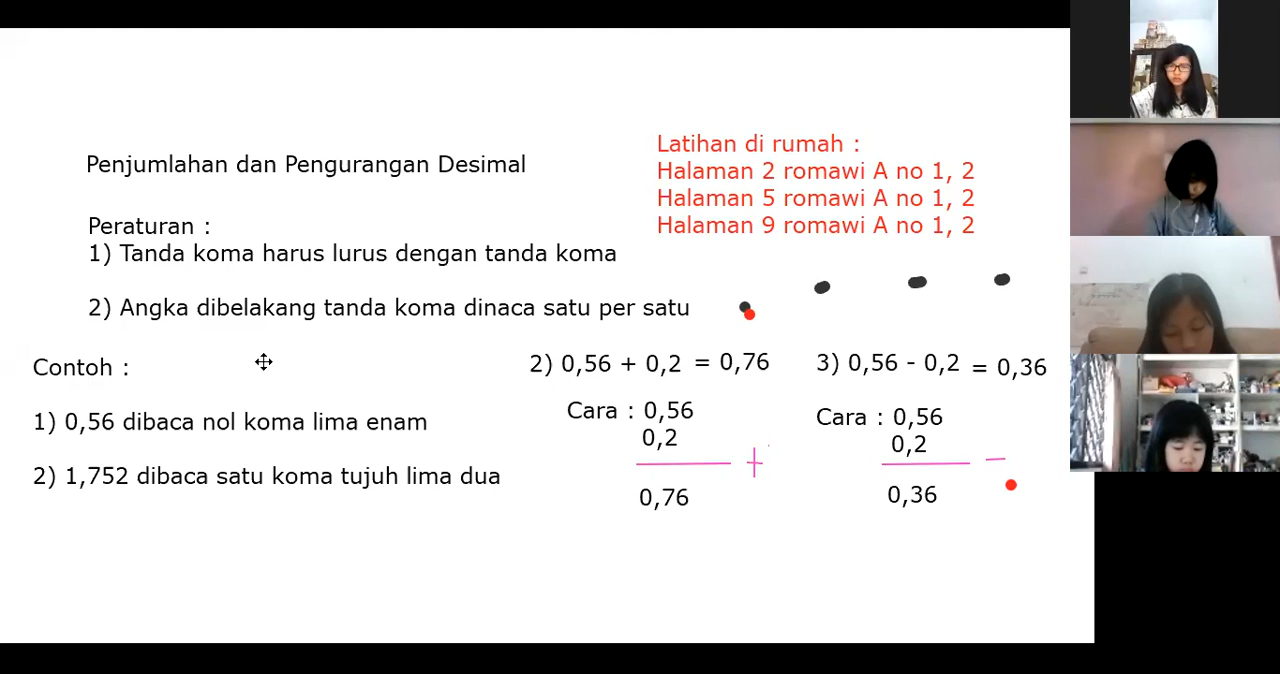 Penjumlahan dan Pengurangan Desimal
Peraturan :
1) Tanda koma harus lurus dengan tanda koma
2) Angka dibelakang tanda koma dinaca satu per satu
Latihan di rumah :
Halaman 2 romawi A no 1, 2
Halaman 5 romawi A no 1, 2
Halaman 9 romawi A no 1, 2
Contoh :
1) 0,56 dibaca nol koma lima enam
2) 1,752 dibaca satu koma tujuh lima dua
2) 0,56 + 0,2 = 0,76
Cara : 0,56
0,2
+
0,76
3) 0,56 - 0,2 = 0,36
Cara : 0,56
0,2
-
0,36